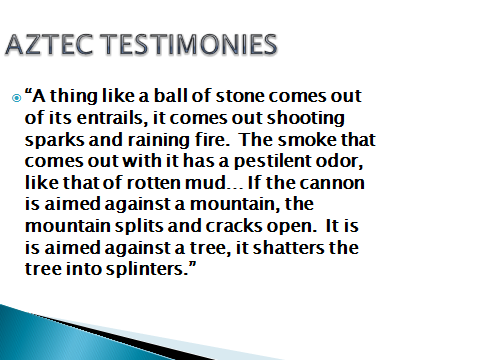 AZTEC TESTIMONIES
“A thing like a ball of stone comes out
of its entrails, it comes out shooting
sparks and raining fire.  The smoke that
comes out with it has a pestilent odor,
like that of rotten mud… If the cannon
is aimed against a mountain, the
mountain splits and cracks open.  It is
is aimed against a tree, it shatters the
tree into splinters.”